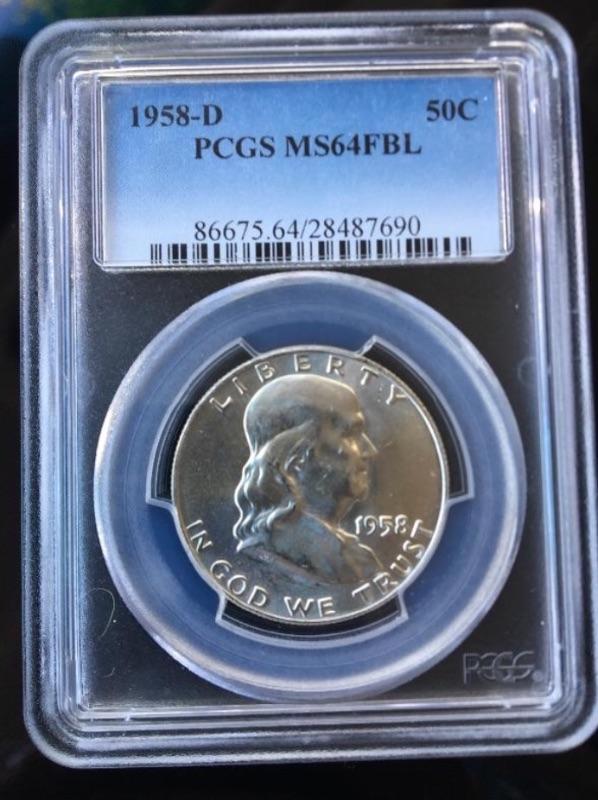 1958-D 50C
PCGS MS64FBL
86675.64/28487690
LIBERTY
1958
IN GOD WE TRUST
PCGS